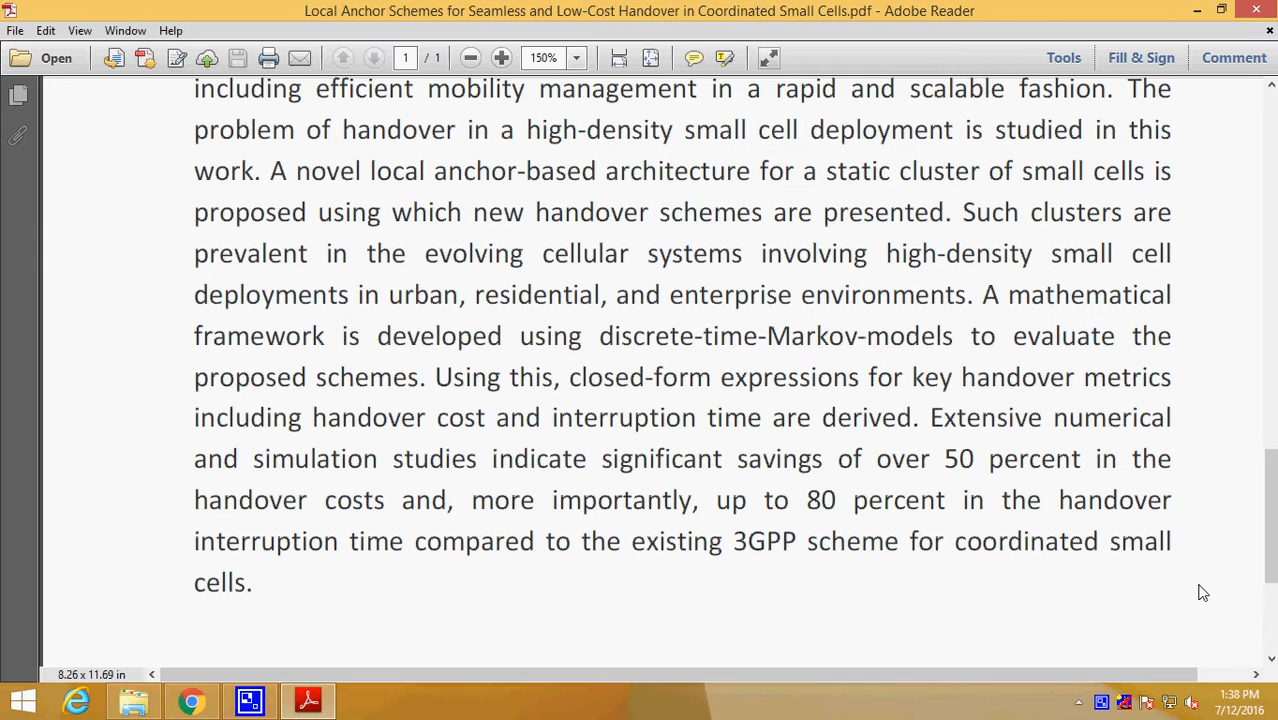 Local Anchor Schemes for Seamless and Low-Cost Handover in Coordinated Small Cells.pdf - Adobe Reader
File Edit View Window Help
Open 1 / 1 150% Tools Fill & Sign Comment
including efficient mobility management in a rapid and scalable fashion. The
problem of handover in a high-density small cell deployment is studied in this
work. A novel local anchor-based architecture for a static cluster of small cells is
proposed using which new handover schemes are presented. Such clusters are
prevalent in the evolving cellular systems involving high-density small cell
deployments in urban, residential, and enterprise environments. A mathematical
framework is developed using discrete-time-Markov-models to evaluate the
proposed schemes. Using this, closed-form expressions for key handover metrics
including handover cost and interruption time are derived. Extensive numerical
and simulation studies indicate significant savings of over 50 percent in the
handover costs and, more importantly, up to 80 percent in the handover
interruption time compared to the existing 3GPP scheme for coordinated small
cells.
8.26 x 11.69 in
1:38 PM
7/12/2016